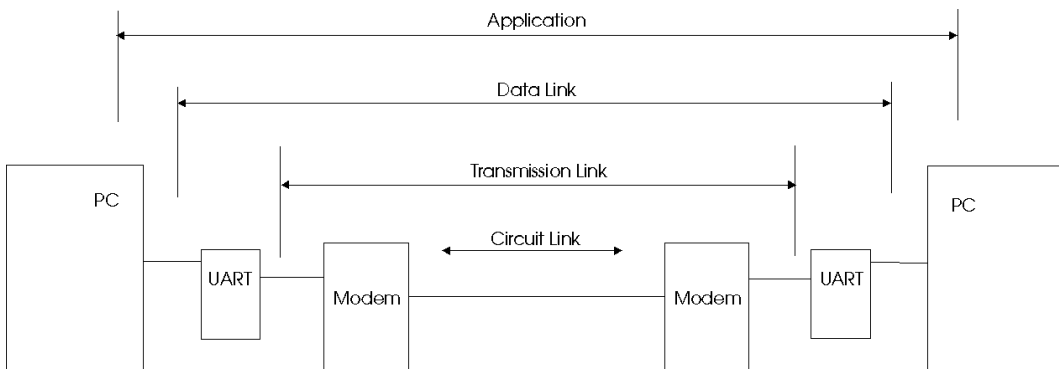 Application
Data Link
Transmission Link
PC
PC
Circuit Link
UART
UART
Modem
Modem